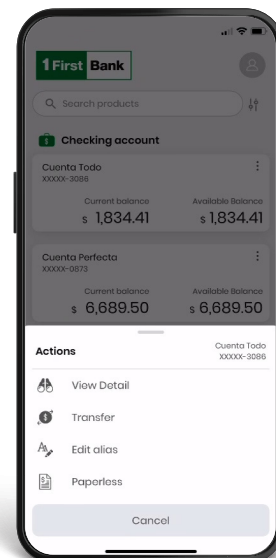 1 First Bank
Search products
1 Checking account
Cuenta Todo
XXXXX-3086
Current balance Available Balance
$ 1,834.41 $ 1,834.41
Cuenta Perfecta
XXXXX-0873
Current balance Available Balance
$ 6,689.50 $ 6,689.50
Actions
Cuenta Todo
XXXXX-3086
View Detail
$ Transfer
Edit alias
Paperless
Cancel